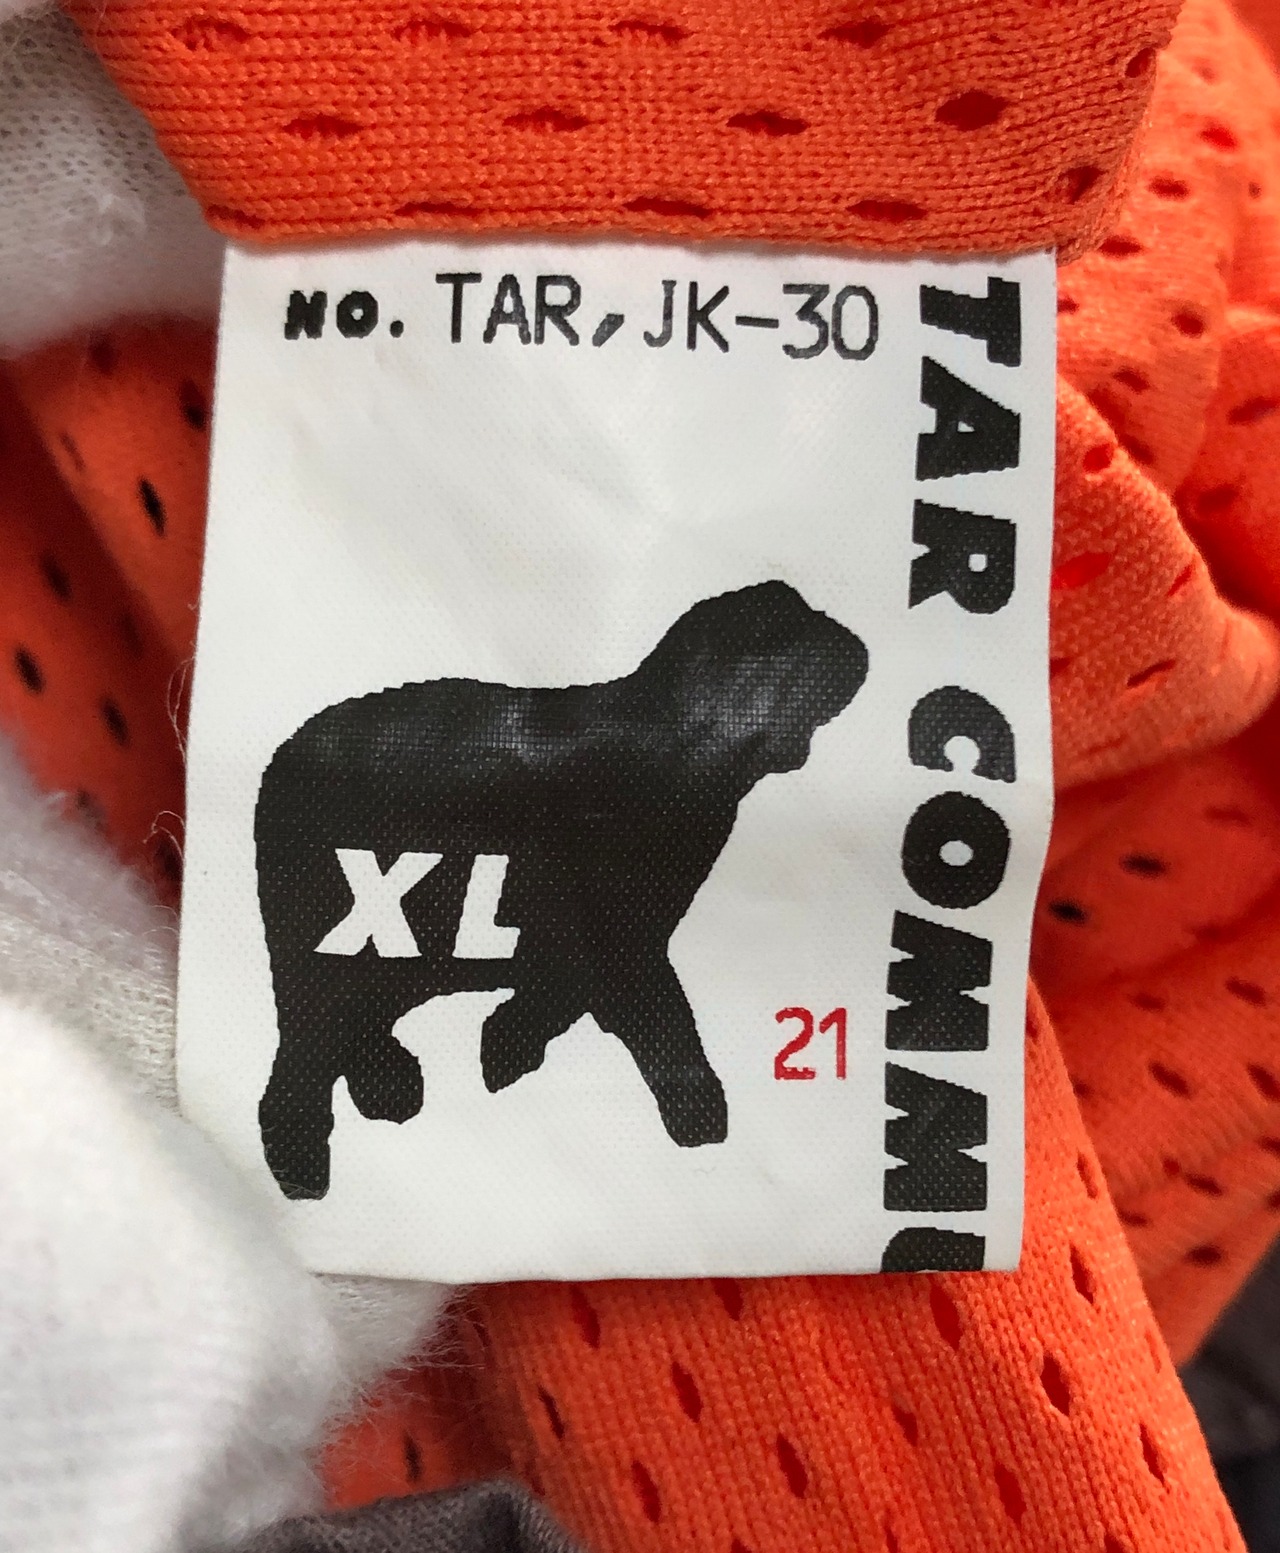 NO. TAR, JK-30
TAR COMM
XL
21